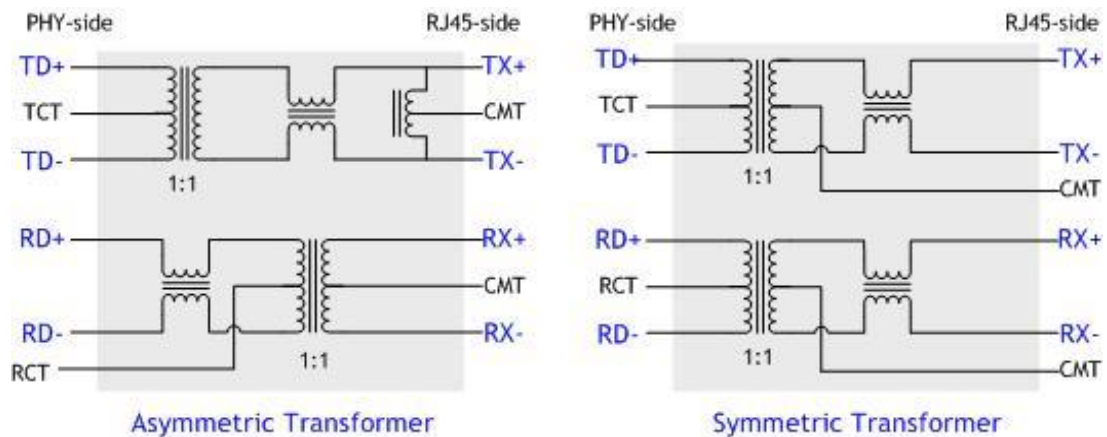 PHY-side
RJ45-side
TD+
TX+
TCT
CMT
TD-
TX-
1:1
RD+
RX+
CMT
RD-
RX-
1:1
RCT
Asymmetric Transformer
PHY-side
RJ45-side
TD+
TX+
TCT
TD-
TX-
1:1
CMT
RD+
RX+
RCT
RD-
RX-
1:1
CMT
Symmetric Transformer